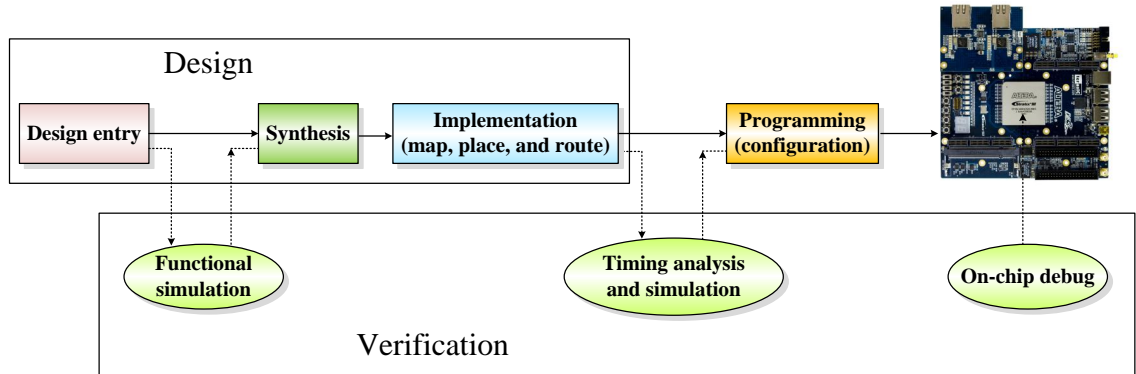 Design
Design entry
Synthesis
Implementation
(map, place, and route)
Programming
(configuration)
Functional
simulation
Timing analysis
and simulation
On-chip debug
Verification